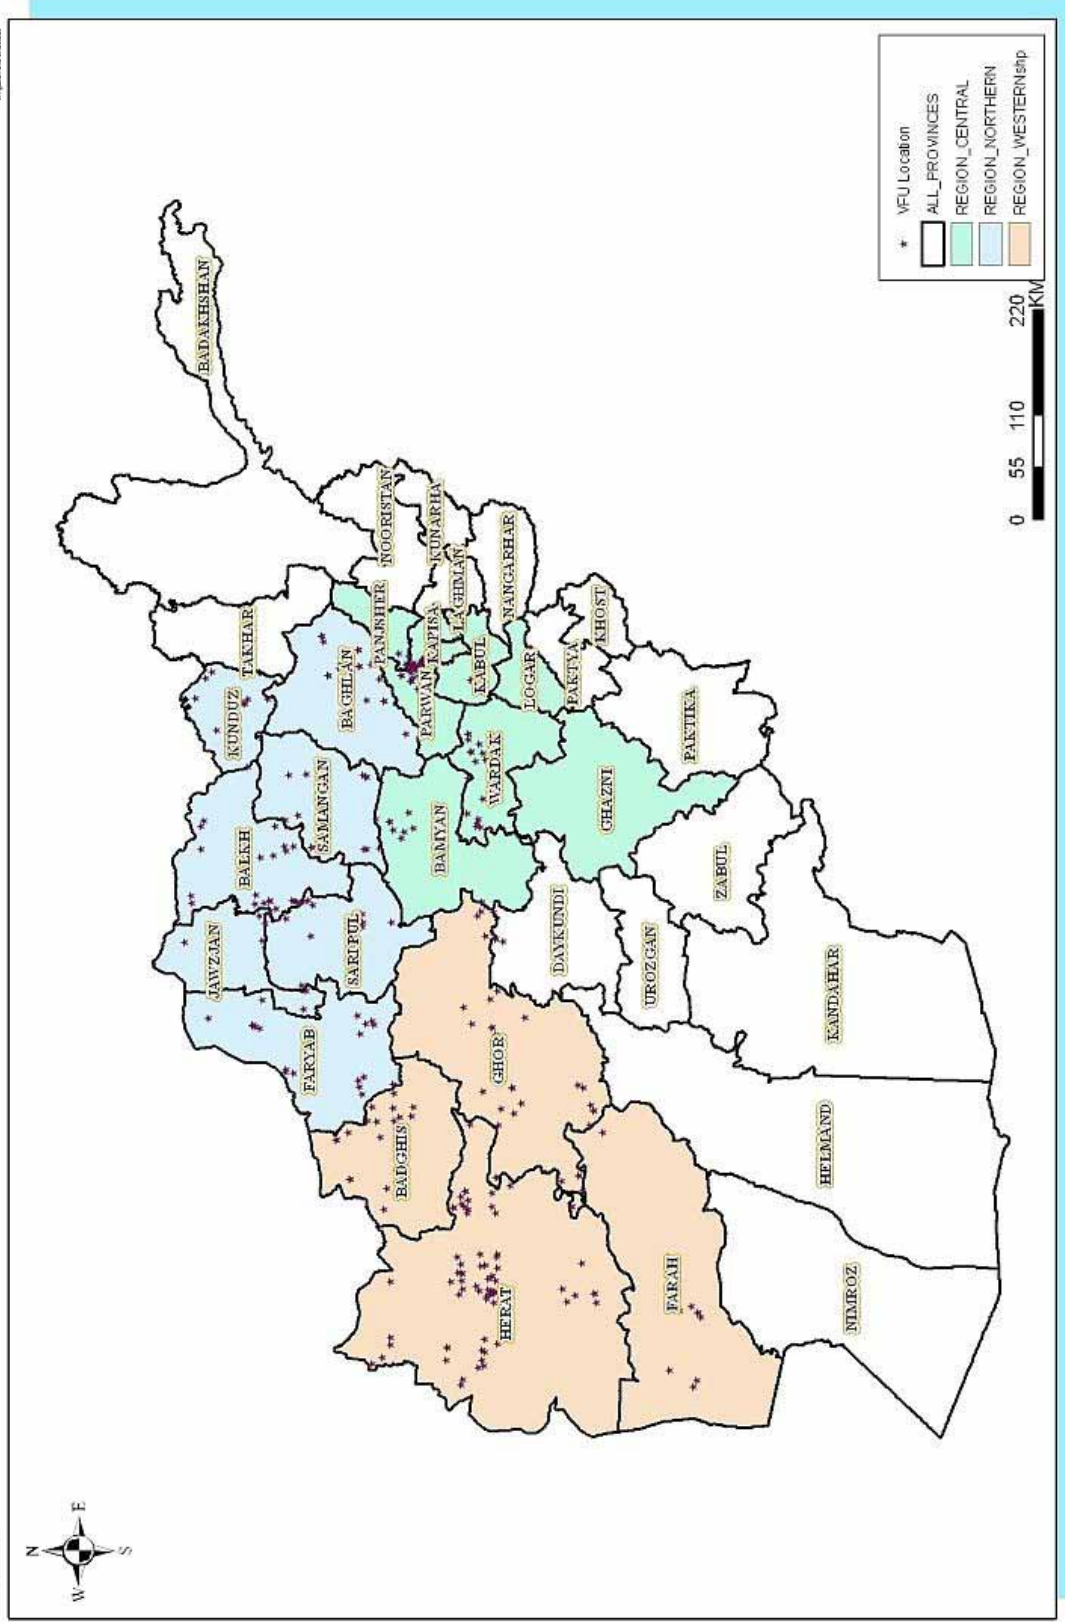 N
W
E
S
BADAKHSHAN
TAKHAR
KUNDUZ
BALKH
JAWZJAN
BAGHLAN
SAMANGAN
SARI PUL
FARYAB
NOORISTAN
PANJSHER
KUNARHA
KAPISA
LAGHMAN
PARWAN
KABUL
NANGARHAR
BAMYAN
WARDAK
LOGAR
BADGHIS
GHOR
HERAT
PAKTYA
KHOST
GHAZNI
DAYKUNDI
UROZGAN
PAKTIKA
ZABUL
FARAH
KANDAHAR
HELMAND
NIMROZ
VFU Location
ALL_PROVINCES
REGION_CENTRAL
REGION_NORTHERN
REGION_WESTERNshp
0 55 110 220
KM